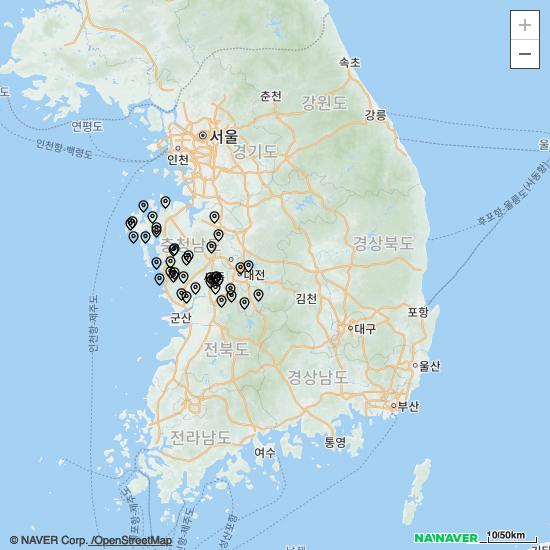 +
−
속초
춘천
강원도
강릉
연평도
서울
인천
경기도
인천항-백령도
후포항-울릉도(사동항)
충청남
경상북도
대전
인천항-제주도
김천
군산
포항
대구
전북도
경상남도
울산
부산
전라남도
통영
여수
© NAVER Corp. /OpenStreetMap
NAVER
10/50km